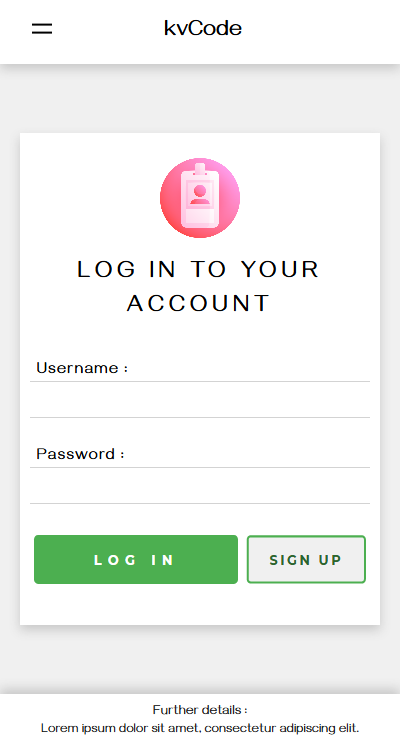 kvCode
LOG IN TO YOUR
ACCOUNT
Username :
Password :
LOG IN
SIGN UP
Further details :
Lorem ipsum dolor sit amet, consectetur adipiscing elit.